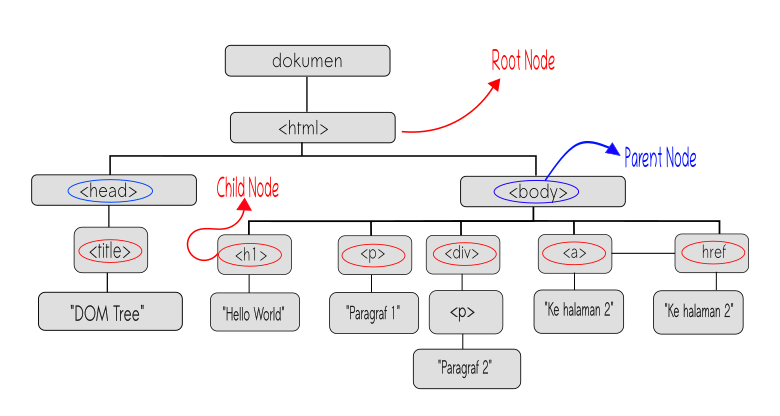 dokumen
Root Node
<html>
Parent Node
<head>
Child Node
<body>
<title>
<h1>
<p>
<div>
<a>
href
"DOM Tree"
"Hello World"
"Paragraf 1"
<p>
"Ke halaman 2"
"Ke halaman 2"
"Paragraf 2"